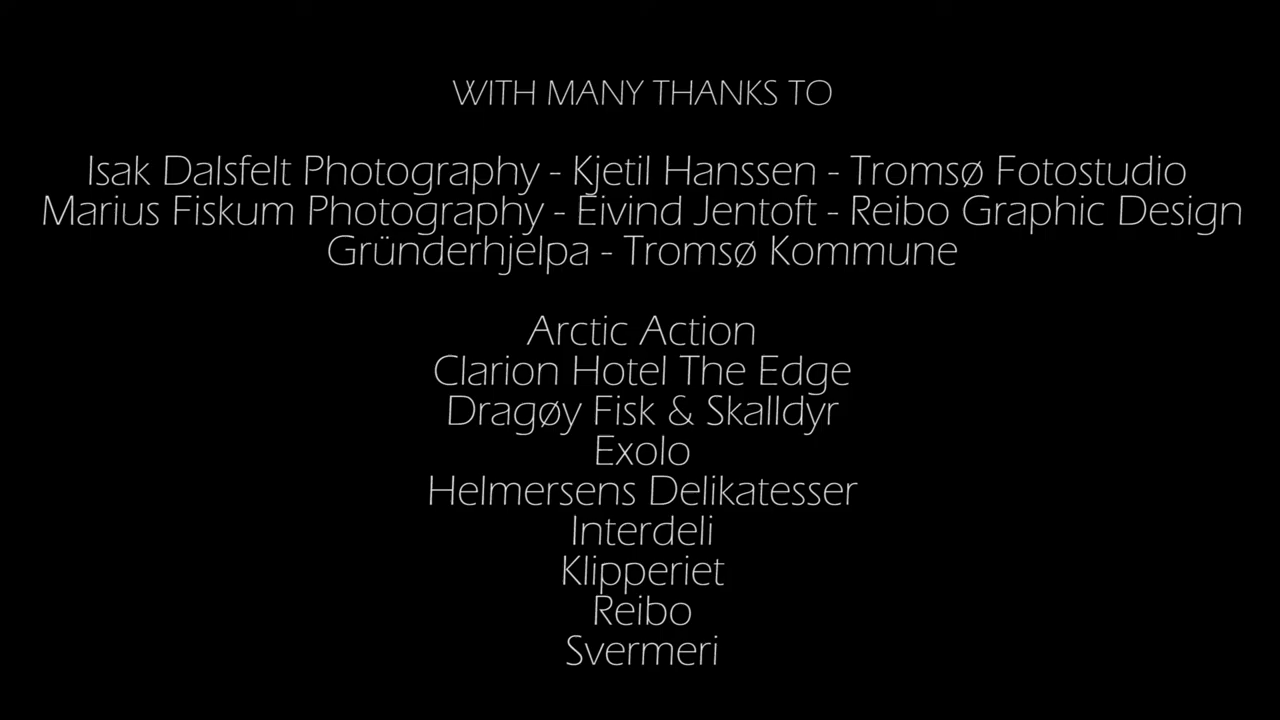 WITH MANY THANKS TO
Isak Dalsfelt Photography - Kjetil Hanssen - Tromsø Fotostudio
Marius Fiskum Photography - Eivind Jentoft - Reibo Graphic Design
Gründerhjelpa - Tromsø Kommune
Arctic Action
Clarion Hotel The Edge
Dragøy Fisk & Skalldyr
Exolo
Helmersens Delikatesser
Interdeli
Klipperiet
Reibo
Svermeri